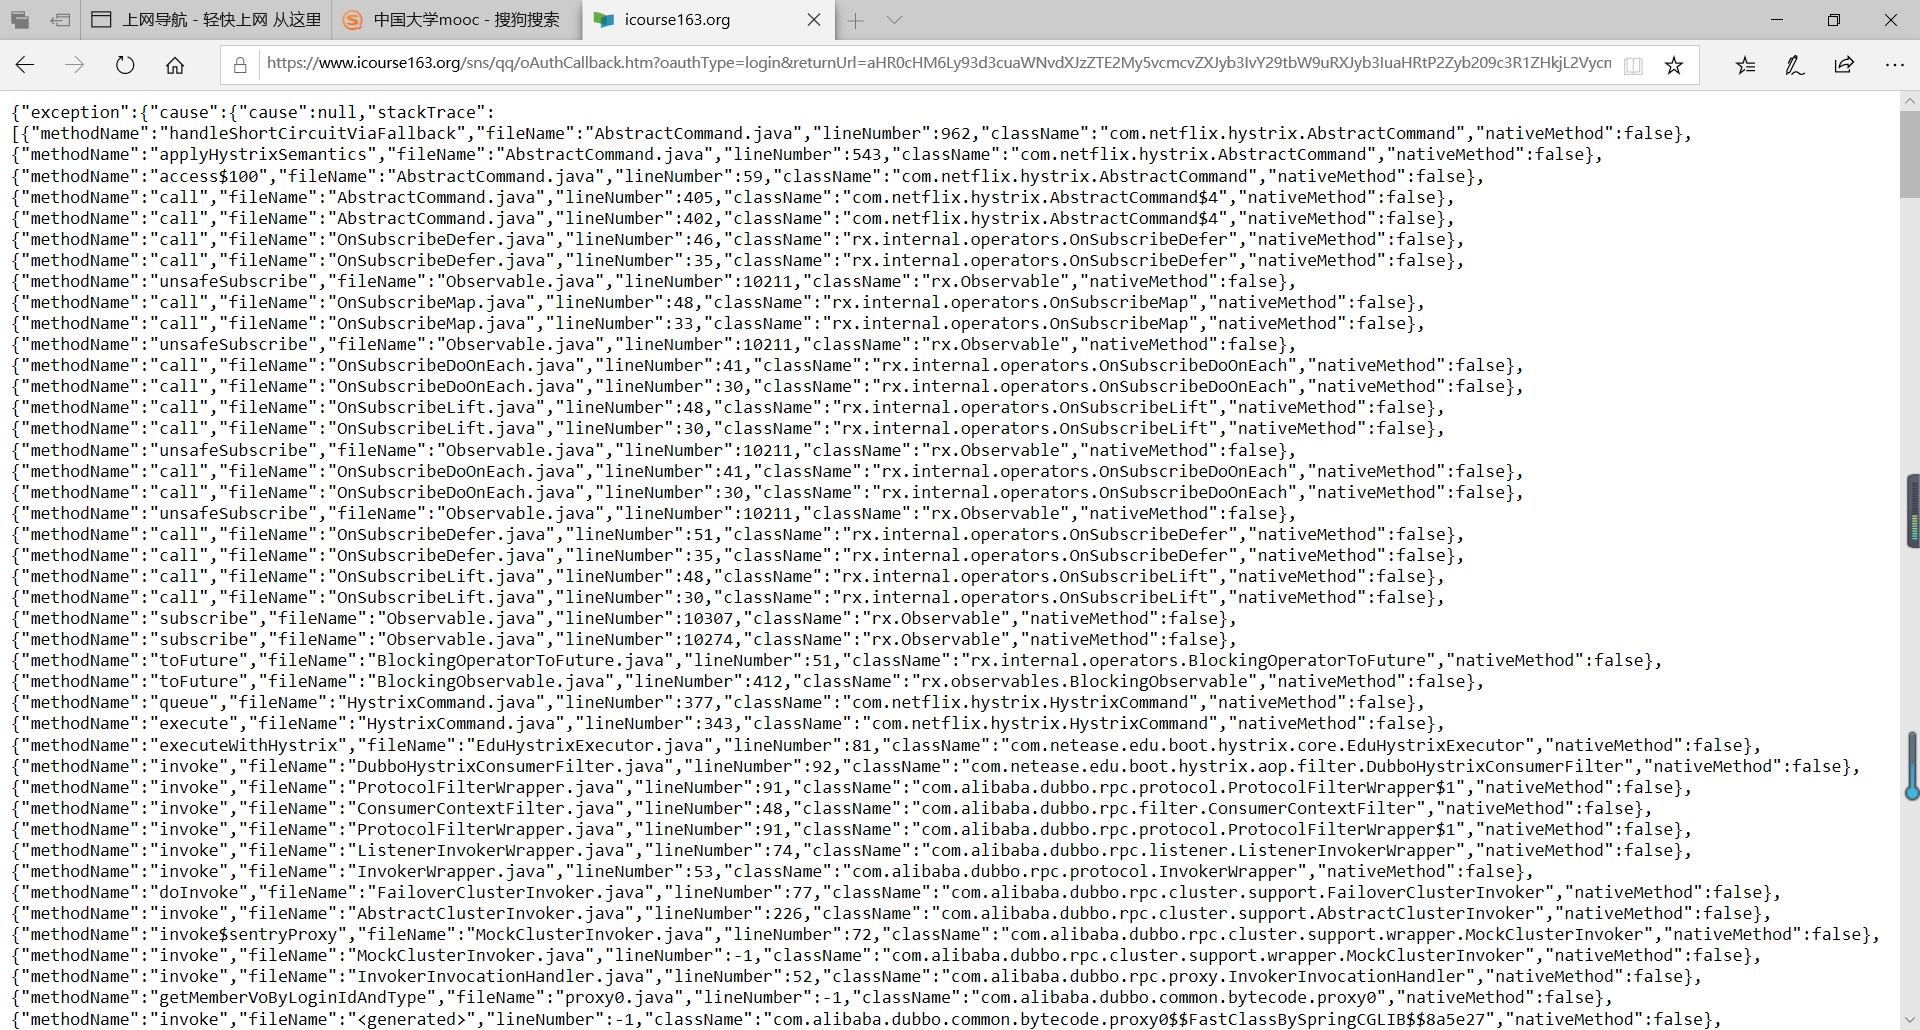 上网导航 - 轻快上网 从这里
中国大学mooc - 搜狗搜索
icourse163.org
https://www.icourse163.org/sns/qq/oAuthCallback.htm?oauthType=login&returnUrl=aHR0cHM6Ly93d3cuaWNvdXJzZTE2My5vcmcvZXJyb3IvY29tbW9uRXJyb3IuaHRtP2Zyb209c3R1ZHkjL2Vycn
{"exception":{"cause":{"cause":null,"stackTrace":
[{"methodName":"handleShortCircuitViaFallback","fileName":"AbstractCommand.java","lineNumber":962,"className":"com.netflix.hystrix.AbstractCommand","nativeMethod":false},
{"methodName":"applyHystrixSemantics","fileName":"AbstractCommand.java","lineNumber":543,"className":"com.netflix.hystrix.AbstractCommand","nativeMethod":false},
{"methodName":"access$100","fileName":"AbstractCommand.java","lineNumber":59,"className":"com.netflix.hystrix.AbstractCommand","nativeMethod":false},
{"methodName":"call","fileName":"AbstractCommand.java","lineNumber":405,"className":"com.netflix.hystrix.AbstractCommand$4","nativeMethod":false},
{"methodName":"call","fileName":"AbstractCommand.java","lineNumber":402,"className":"com.netflix.hystrix.AbstractCommand$4","nativeMethod":false},
{"methodName":"call","fileName":"OnSubscribeDefer.java","lineNumber":46,"className":"rx.internal.operators.OnSubscribeDefer","nativeMethod":false},
{"methodName":"call","fileName":"OnSubscribeDefer.java","lineNumber":35,"className":"rx.internal.operators.OnSubscribeDefer","nativeMethod":false},
{"methodName":"unsafeSubscribe","fileName":"Observable.java","lineNumber":10211,"className":"rx.Observable","nativeMethod":false},
{"methodName":"call","fileName":"OnSubscribeMap.java","lineNumber":48,"className":"rx.internal.operators.OnSubscribeMap","nativeMethod":false},
{"methodName":"call","fileName":"OnSubscribeMap.java","lineNumber":33,"className":"rx.internal.operators.OnSubscribeMap","nativeMethod":false},
{"methodName":"unsafeSubscribe","fileName":"Observable.java","lineNumber":10211,"className":"rx.Observable","nativeMethod":false},
{"methodName":"call","fileName":"OnSubscribeDoOnEach.java","lineNumber":41,"className":"rx.internal.operators.OnSubscribeDoOnEach","nativeMethod":false},
{"methodName":"call","fileName":"OnSubscribeDoOnEach.java","lineNumber":30,"className":"rx.internal.operators.OnSubscribeDoOnEach","nativeMethod":false},
{"methodName":"call","fileName":"OnSubscribeLift.java","lineNumber":48,"className":"rx.internal.operators.OnSubscribeLift","nativeMethod":false},
{"methodName":"call","fileName":"OnSubscribeLift.java","lineNumber":30,"className":"rx.internal.operators.OnSubscribeLift","nativeMethod":false},
{"methodName":"unsafeSubscribe","fileName":"Observable.java","lineNumber":10211,"className":"rx.Observable","nativeMethod":false},
{"methodName":"call","fileName":"OnSubscribeDoOnEach.java","lineNumber":41,"className":"rx.internal.operators.OnSubscribeDoOnEach","nativeMethod":false},
{"methodName":"call","fileName":"OnSubscribeDoOnEach.java","lineNumber":30,"className":"rx.internal.operators.OnSubscribeDoOnEach","nativeMethod":false},
{"methodName":"unsafeSubscribe","fileName":"Observable.java","lineNumber":10211,"className":"rx.Observable","nativeMethod":false},
{"methodName":"call","fileName":"OnSubscribeDefer.java","lineNumber":51,"className":"rx.internal.operators.OnSubscribeDefer","nativeMethod":false},
{"methodName":"call","fileName":"OnSubscribeDefer.java","lineNumber":35,"className":"rx.internal.operators.OnSubscribeDefer","nativeMethod":false},
{"methodName":"call","fileName":"OnSubscribeLift.java","lineNumber":48,"className":"rx.internal.operators.OnSubscribeLift","nativeMethod":false},
{"methodName":"call","fileName":"OnSubscribeLift.java","lineNumber":30,"className":"rx.internal.operators.OnSubscribeLift","nativeMethod":false},
{"methodName":"subscribe","fileName":"Observable.java","lineNumber":10307,"className":"rx.Observable","nativeMethod":false},
{"methodName":"subscribe","fileName":"Observable.java","lineNumber":10274,"className":"rx.Observable","nativeMethod":false},
{"methodName":"toFuture","fileName":"BlockingOperatorToFuture.java","lineNumber":51,"className":"rx.internal.operators.BlockingOperatorToFuture","nativeMethod":false},
{"methodName":"toFuture","fileName":"BlockingObservable.java","lineNumber":412,"className":"rx.observables.BlockingObservable","nativeMethod":false},
{"methodName":"queue","fileName":"HystrixCommand.java","lineNumber":377,"className":"com.netflix.hystrix.HystrixCommand","nativeMethod":false},
{"methodName":"execute","fileName":"HystrixCommand.java","lineNumber":343,"className":"com.netflix.hystrix.HystrixCommand","nativeMethod":false},
{"methodName":"executeWithHystrix","fileName":"EduHystrixExecutor.java","lineNumber":81,"className":"com.netease.edu.boot.hystrix.core.EduHystrixExecutor","nativeMethod":false},
{"methodName":"invoke","fileName":"DubboHystrixConsumerFilter.java","lineNumber":92,"className":"com.netease.edu.boot.hystrix.aop.filter.DubboHystrixConsumerFilter","nativeMethod":false},
{"methodName":"invoke","fileName":"ProtocolFilterWrapper.java","lineNumber":91,"className":"com.alibaba.dubbo.rpc.protocol.ProtocolFilterWrapper$1","nativeMethod":false},
{"methodName":"invoke","fileName":"ConsumerContextFilter.java","lineNumber":48,"className":"com.alibaba.dubbo.rpc.filter.ConsumerContextFilter","nativeMethod":false},
{"methodName":"invoke","fileName":"ProtocolFilterWrapper.java","lineNumber":91,"className":"com.alibaba.dubbo.rpc.protocol.ProtocolFilterWrapper$1","nativeMethod":false},
{"methodName":"invoke","fileName":"ListenerInvokerWrapper.java","lineNumber":74,"className":"com.alibaba.dubbo.rpc.listener.ListenerInvokerWrapper","nativeMethod":false},
{"methodName":"invoke","fileName":"InvokerWrapper.java","lineNumber":53,"className":"com.alibaba.dubbo.rpc.protocol.InvokerWrapper","nativeMethod":false},
{"methodName":"doInvoke","fileName":"FailoverClusterInvoker.java","lineNumber":77,"className":"com.alibaba.dubbo.rpc.cluster.support.FailoverClusterInvoker","nativeMethod":false},
{"methodName":"invoke","fileName":"AbstractClusterInvoker.java","lineNumber":226,"className":"com.alibaba.dubbo.rpc.cluster.support.AbstractClusterInvoker","nativeMethod":false},
{"methodName":"invoke$sentryProxy","fileName":"MockClusterInvoker.java","lineNumber":72,"className":"com.alibaba.dubbo.rpc.cluster.support.wrapper.MockClusterInvoker","nativeMethod":false},
{"methodName":"invoke","fileName":"MockClusterInvoker.java","lineNumber":-1,"className":"com.alibaba.dubbo.rpc.cluster.support.wrapper.MockClusterInvoker","nativeMethod":false},
{"methodName":"invoke","fileName":"InvokerInvocationHandler.java","lineNumber":52,"className":"com.alibaba.dubbo.rpc.proxy.InvokerInvocationHandler","nativeMethod":false},
{"methodName":"getMemberVoByLoginIdAndType","fileName":"proxy0.java","lineNumber":-1,"className":"com.alibaba.dubbo.common.bytecode.proxy0","nativeMethod":false},
{"methodName":"invoke","fileName":"<generated>","lineNumber":-1,"className":"com.alibaba.dubbo.common.bytecode.proxy0$$FastClassBySpringCGLIB$$8a5e27","nativeMethod":false},